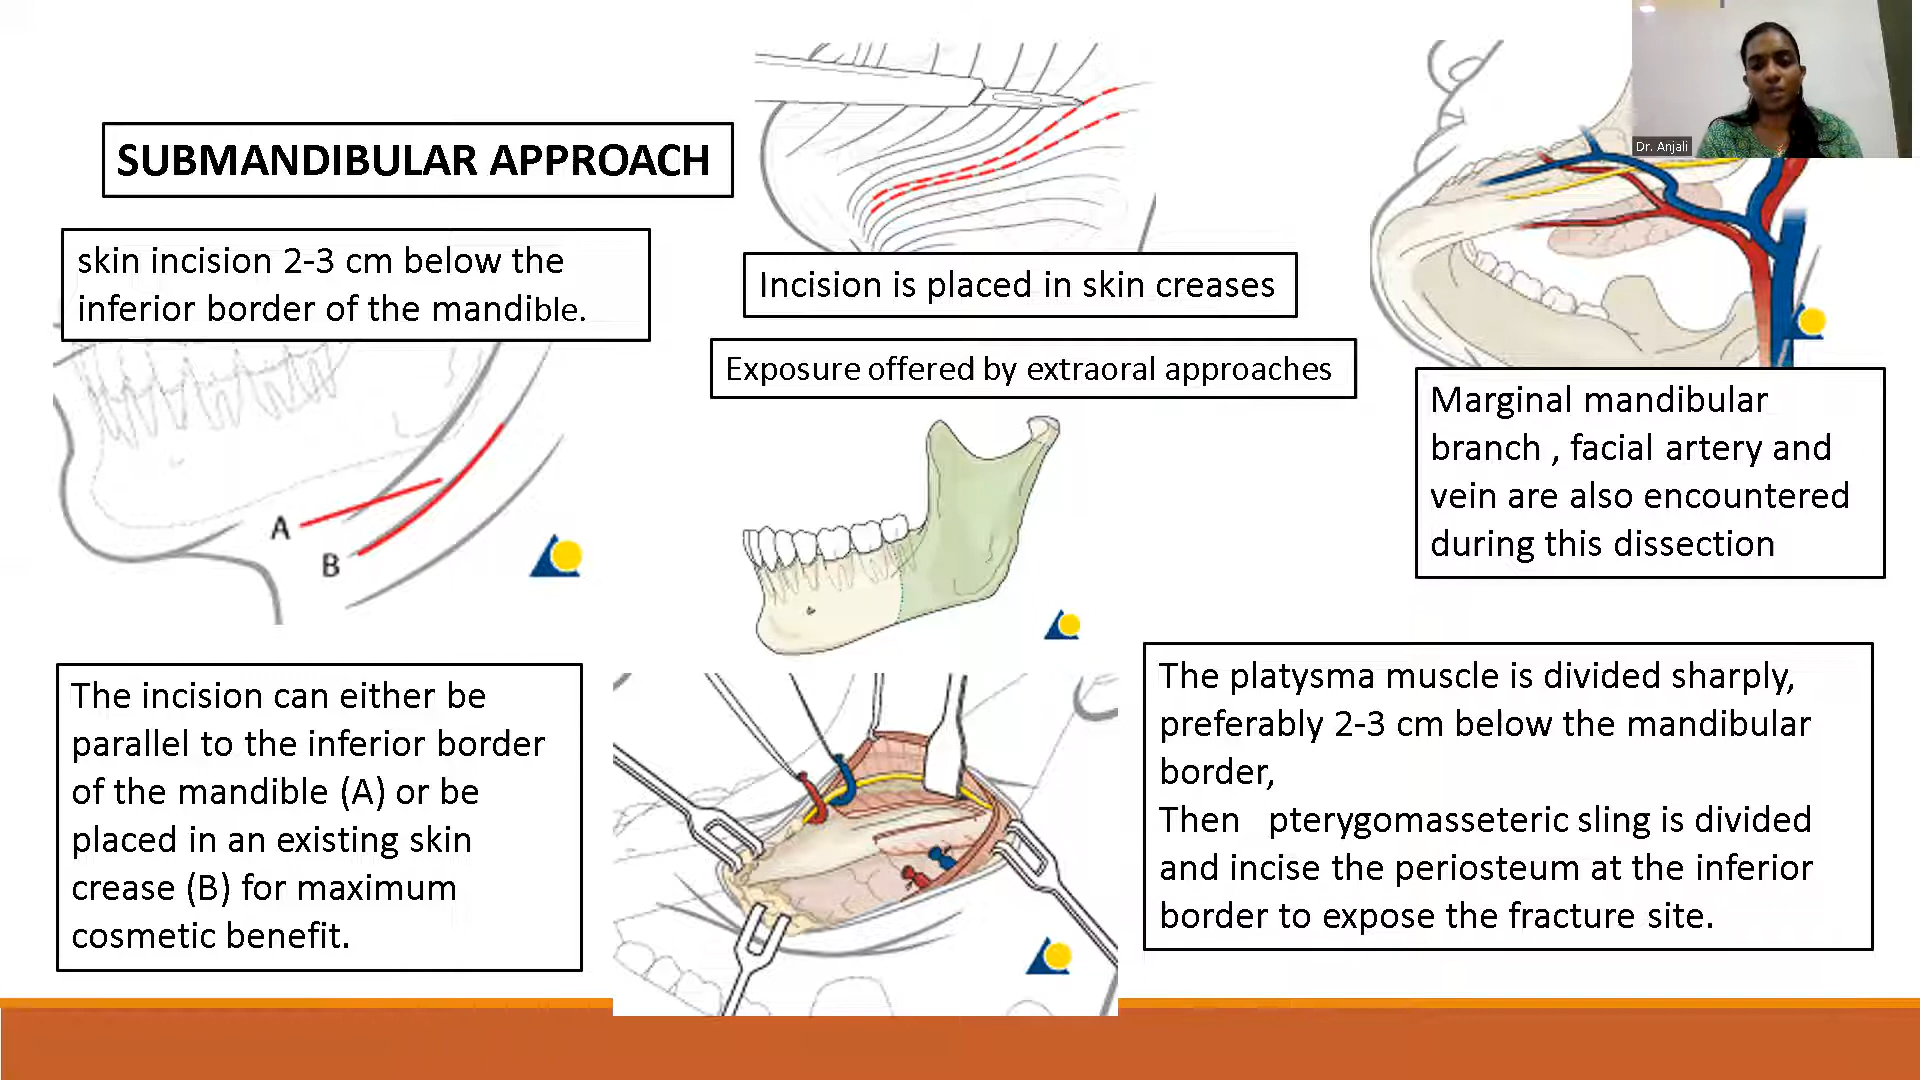 SUBMANDIBULAR APPROACH
skin incision 2-3 cm below the
inferior border of the mandible.
A
B
The incision can either be
parallel to the inferior border
of the mandible (A) or be
placed in an existing skin
crease (B) for maximum
cosmetic benefit.
Incision is placed in skin creases
Exposure offered by extraoral approaches
Dr. Anjali
Marginal mandibular
branch , facial artery and
vein are also encountered
during this dissection
The platysma muscle is divided sharply,
preferably 2-3 cm below the mandibular
border,
Then pterygomasseteric sling is divided
and incise the periosteum at the inferior
border to expose the fracture site.